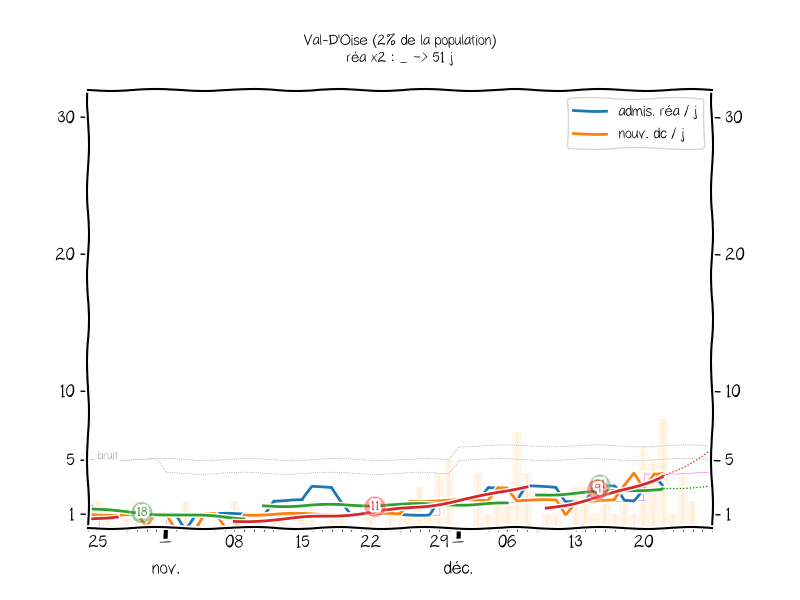 Val-D'Oise (2% de la population)
réa x2 : _ -> 51 j
admis. réa / j
nouv. dc / j
30
30
20
20
10
10
bruit
5
5
1
1
18
11
25
08
15
22
29
06
13
20
nov.
déc.